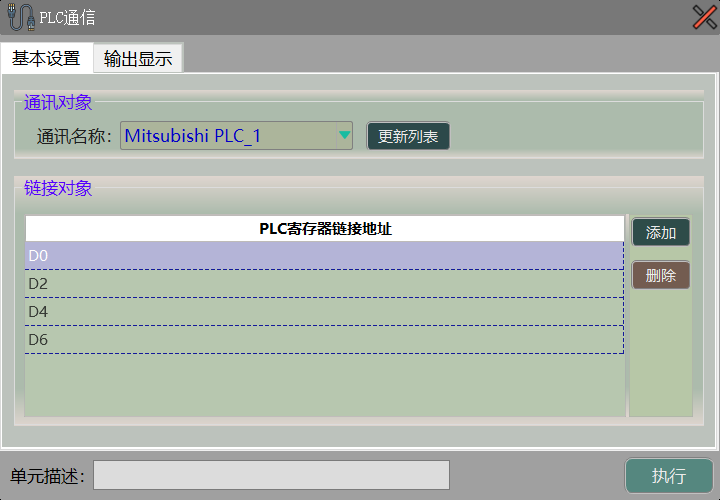 PLC通信
基本设置 输出显示
通讯对象
通讯名称： Mitsubishi PLC_1 更新列表
链接对象
PLC寄存器链接地址
添加
D0
删除
D2
D4
D6
单元描述： 执行